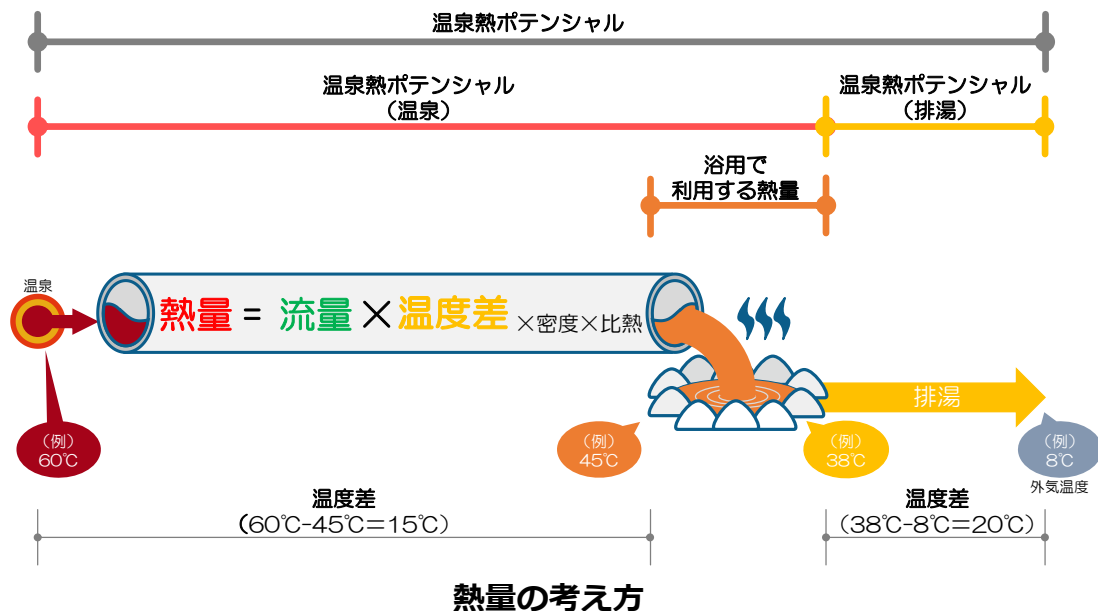 温泉熱ポテンシャル
温泉熱ポテンシャル
（温泉）
温泉熱ポテンシャル
（排湯）
浴用で
利用する熱量
温泉
熱量 = 流量 × 温度差 ×密度×比熱
排湯
（例）
60℃
（例）
45℃
（例）
38℃
（例）
8℃
外気温度
温度差
（60℃-45℃＝15℃）
温度差
（38℃-8℃＝20℃）
熱量の考え方